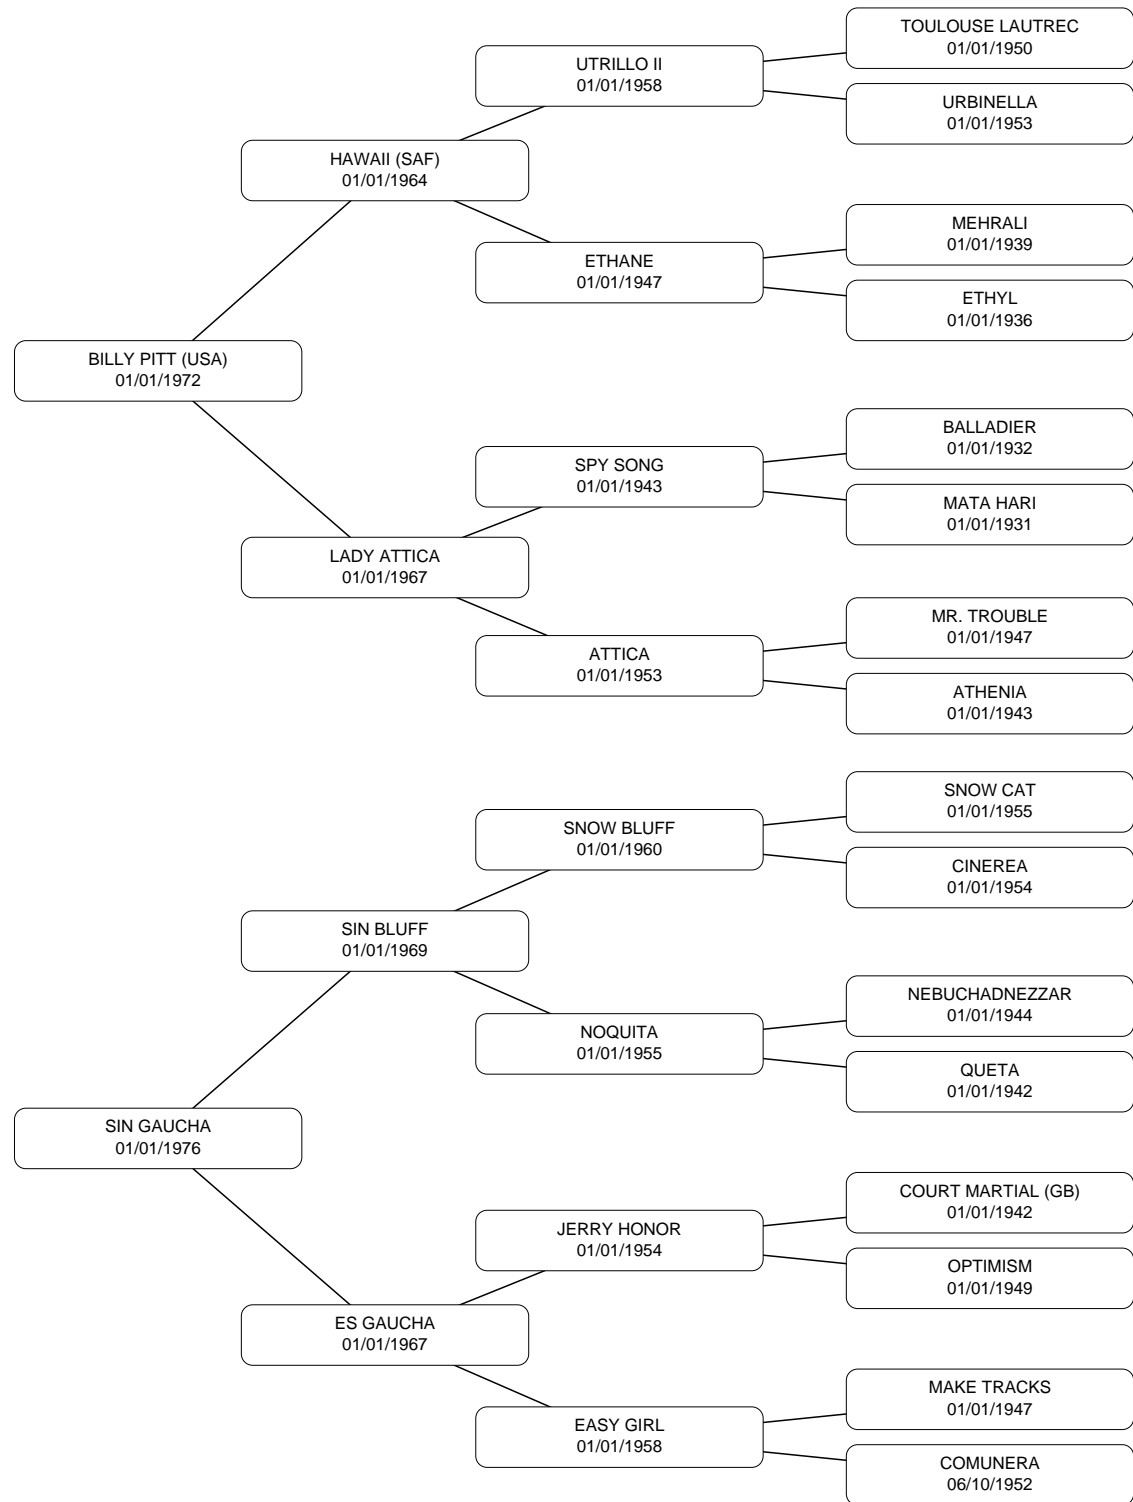 TOULOUSE LAUTREC
01/01/1950
UTRILLO II
01/01/1958
URBINELLA
01/01/1953
HAWAII (SAF)
01/01/1964
MEHRALI
01/01/1939
ETHANE
01/01/1947
ETHYL
01/01/1936
BILLY PITT (USA)
01/01/1972
BALLADIER
01/01/1932
SPY SONG
01/01/1943
MATA HARI
01/01/1931
LADY ATTICA
01/01/1967
MR. TROUBLE
01/01/1947
ATTICA
01/01/1953
ATHENIA
01/01/1943
SNOW CAT
01/01/1955
SNOW BLUFF
01/01/1960
CINEREA
01/01/1954
SIN BLUFF
01/01/1969
NEBUCHADNEZZAR
01/01/1944
NOQUITA
01/01/1955
QUETA
01/01/1942
SIN GAUCHA
01/01/1976
COURT MARTIAL (GB)
01/01/1942
JERRY HONOR
01/01/1954
OPTIMISM
01/01/1949
ES GAUCHA
01/01/1967
MAKE TRACKS
01/01/1947
EASY GIRL
01/01/1958
COMUNERA
06/10/1952